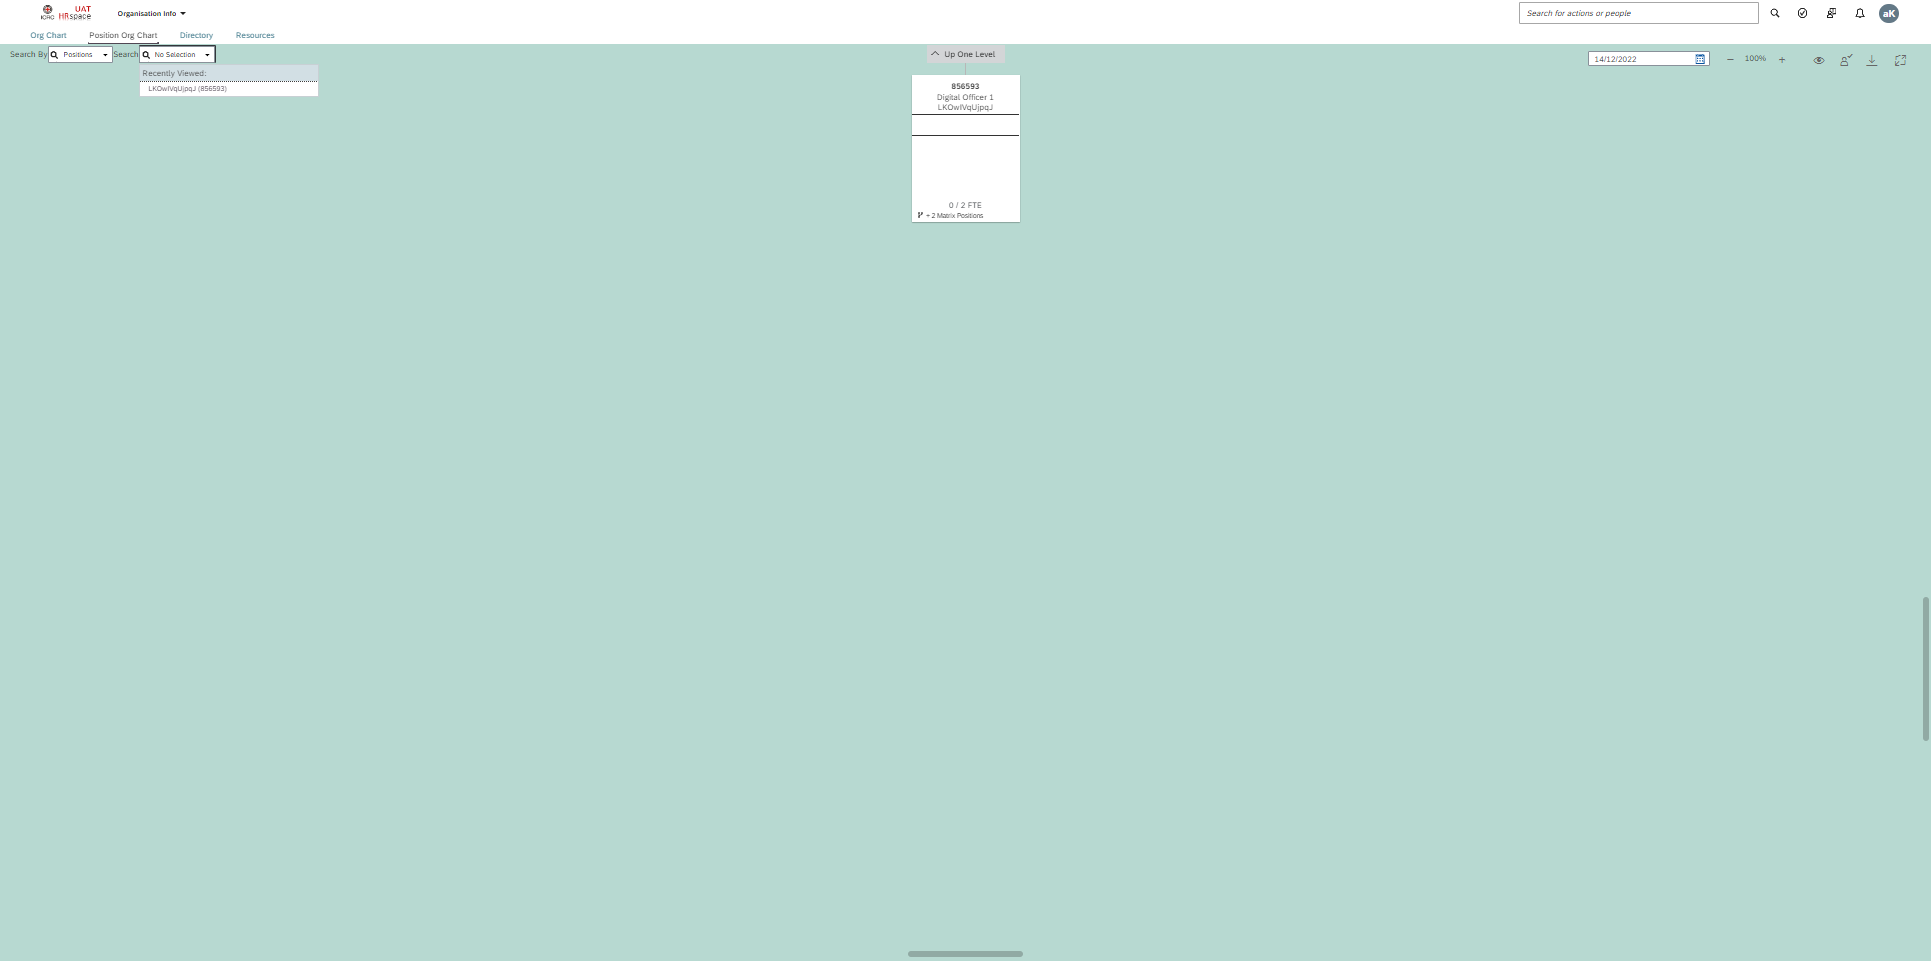 ICRC
UAT
HRspace
Organisation Info
Search for actions or people
aK
Org Chart
Position Org Chart
Directory
Resources
Search By
Positions
Search
No Selection
Recently Viewed:
LKOwIVqUjpqJ (856593)
Up One Level
14/12/2022
100%
856593
Digital Officer 1
LKOwIVqUjpqJ
0 / 2 FTE
+ 2 Matrix Positions